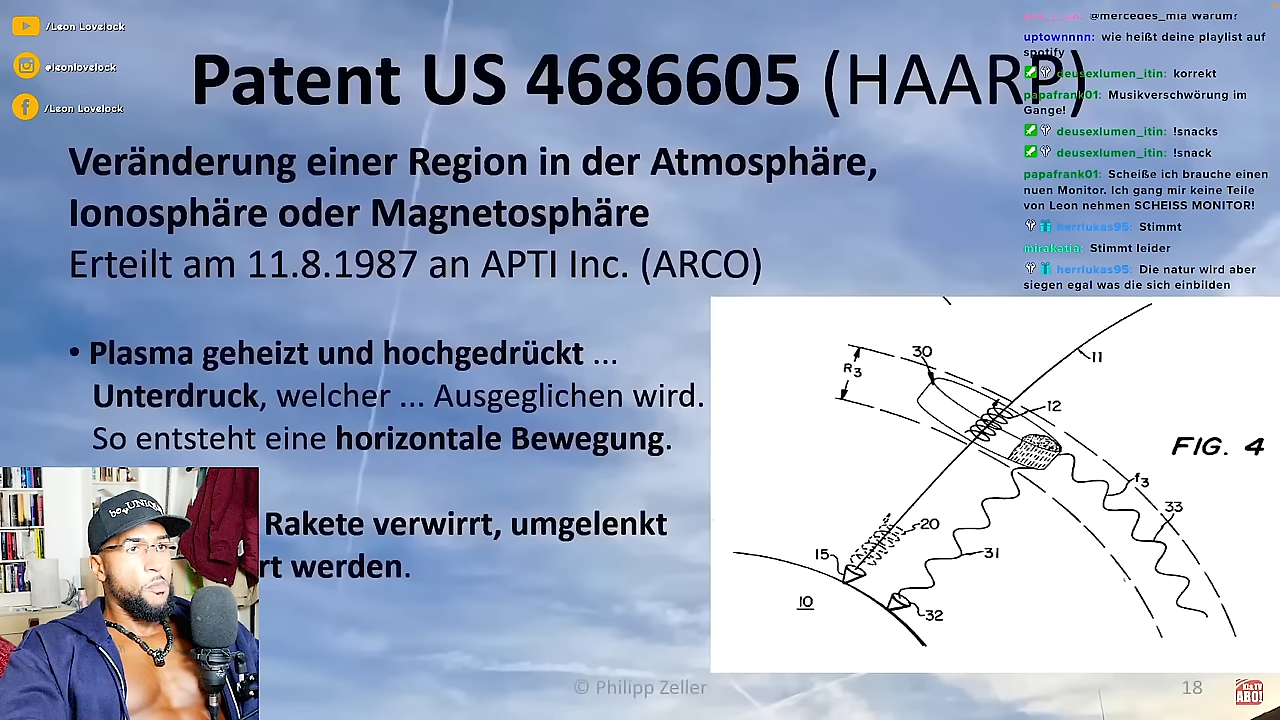 /Leon Lovelock
@leonlovelock
/Leon Lovelock
Patent US 4686605 (HAARP)
Veränderung einer Region in der Atmosphäre,
Ionosphäre oder Magnetosphäre
Erteilt am 11.8.1987 an APTI Inc. (ARCO)
• Plasma geheizt und hochgedrückt ...
Unterdruck, welcher ... Ausgeglichen wird.
So entsteht eine horizontale Bewegung.
Rakete verwirrt, umgelenkt
rt werden.
@mercedes_mia warum?
uptownnnn: wie heißt deine playlist auf
spotify
deusexlumen_itin: korrekt
papafrank01: Musikverschwörung im
Gange!
deusexlumen_itin: !snacks
deusexlumen_itin: !snack
papafrank01: Scheiße ich brauche einen
nuen Monitor. Ich gang mir keine Teile
von Leon nehmen SCHEISS MONITOR!
herrlukas95: Stimmt
mirakatia: Stimmt leider
herrlukas95: Die natur wird aber
siegen egal was die sich einbilden
30
11
R3
12
FIG. 4
f3
33
20
15
31
10
32
© Philipp Zeller
18
ABO!